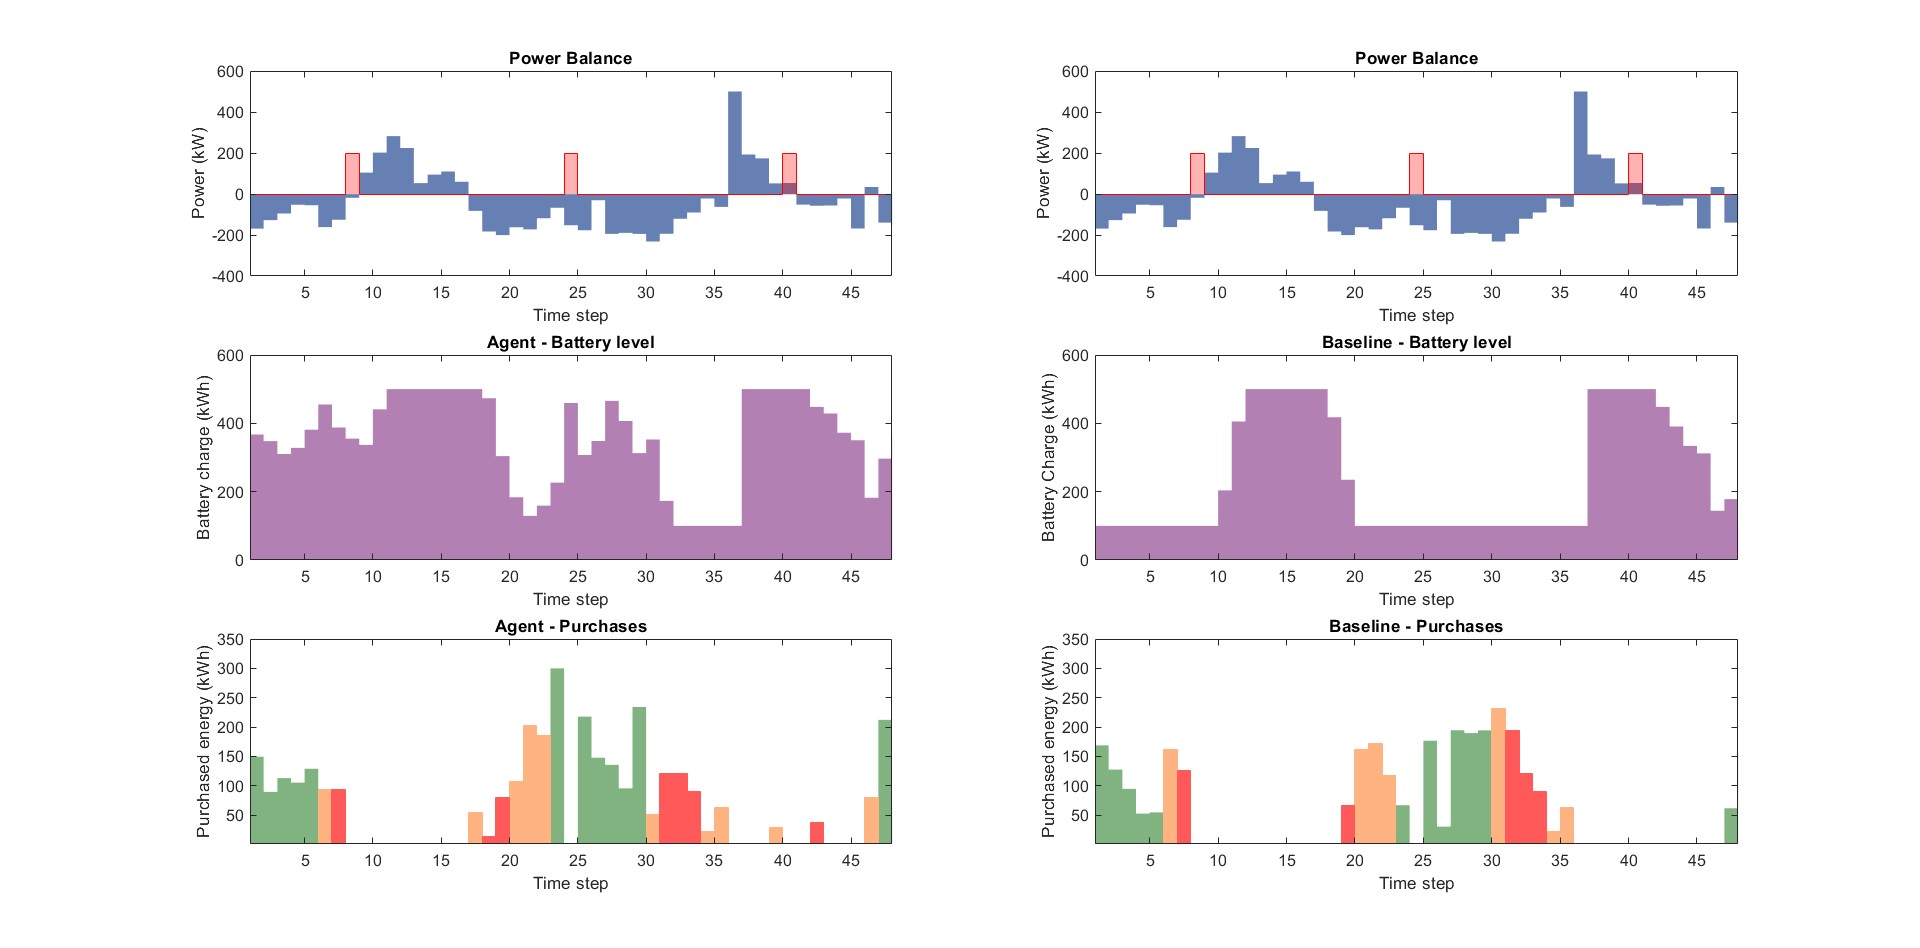 Power Balance
Power (kW)
600
400
200
0
-200
-400
5 10 15 20 25 30 35 40 45
Time step
Power Balance
Power (kW)
600
400
200
0
-200
-400
5 10 15 20 25 30 35 40 45
Time step
Agent - Battery level
Battery charge (kWh)
600
400
200
0
5 10 15 20 25 30 35 40 45
Time step
Baseline - Battery level
Battery Charge (kWh)
600
400
200
0
5 10 15 20 25 30 35 40 45
Time step
Agent - Purchases
Purchased energy (kWh)
350
300
250
200
150
100
50
5 10 15 20 25 30 35 40 45
Time step
Baseline - Purchases
Purchased energy (kWh)
350
300
250
200
150
100
50
5 10 15 20 25 30 35 40 45
Time step